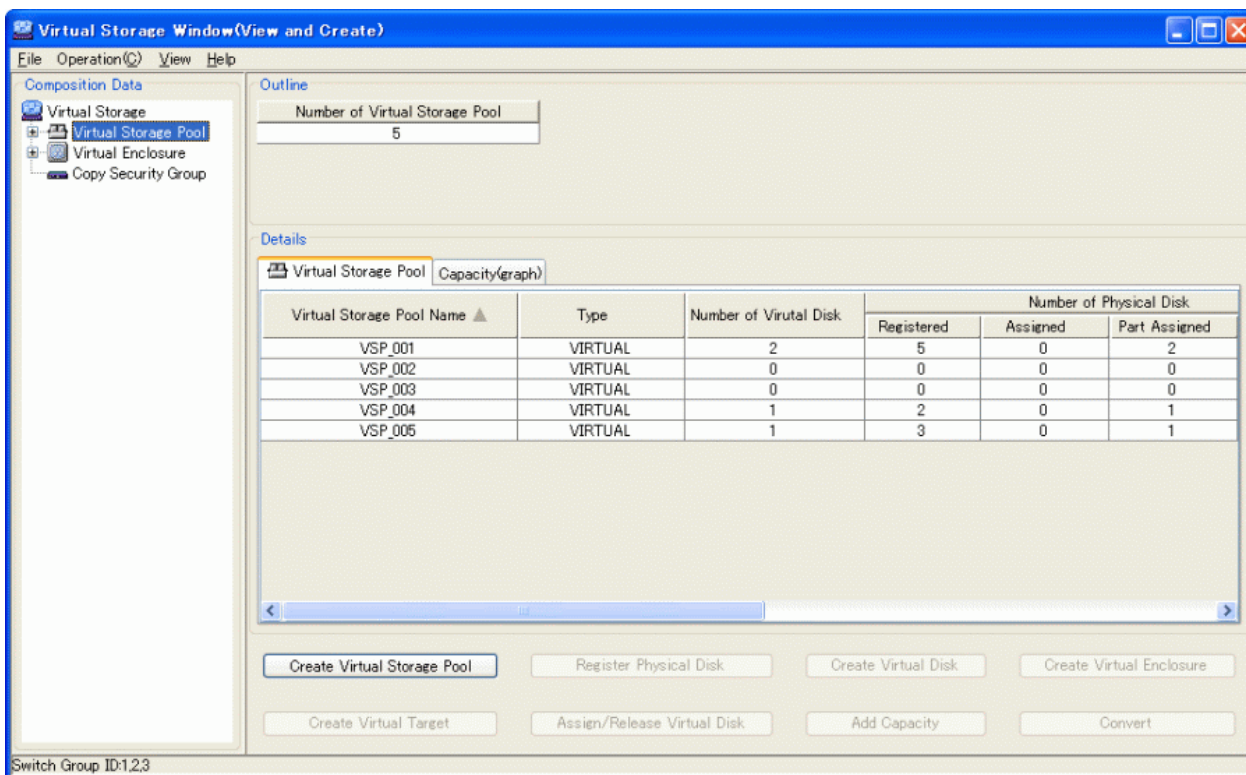 Virtual Storage Window(View and Create)
File Operation(C) View Help
Composition Data
Virtual Storage
Virtual Storage Pool
Virtual Enclosure
Copy Security Group
Outline
Number of Virtual Storage Pool
5
Details
Virtual Storage Pool Capacity(graph)
Number of Physical Disk
Virtual Storage Pool Name Type Number of Virutal Disk
Registered Assigned Part Assigned
VSP_001 VIRTUAL 2 5 0 2
VSP_002 VIRTUAL 0 0 0 0
VSP_003 VIRTUAL 0 0 0 0
VSP_004 VIRTUAL 1 2 0 1
VSP_005 VIRTUAL 1 3 0 1
Create Virtual Storage Pool Register Physical Disk Create Virtual Disk Create Virtual Enclosure
Create Virtual Target Assign/Release Virtual Disk Add Capacity Convert
Switch Group ID:1,2,3